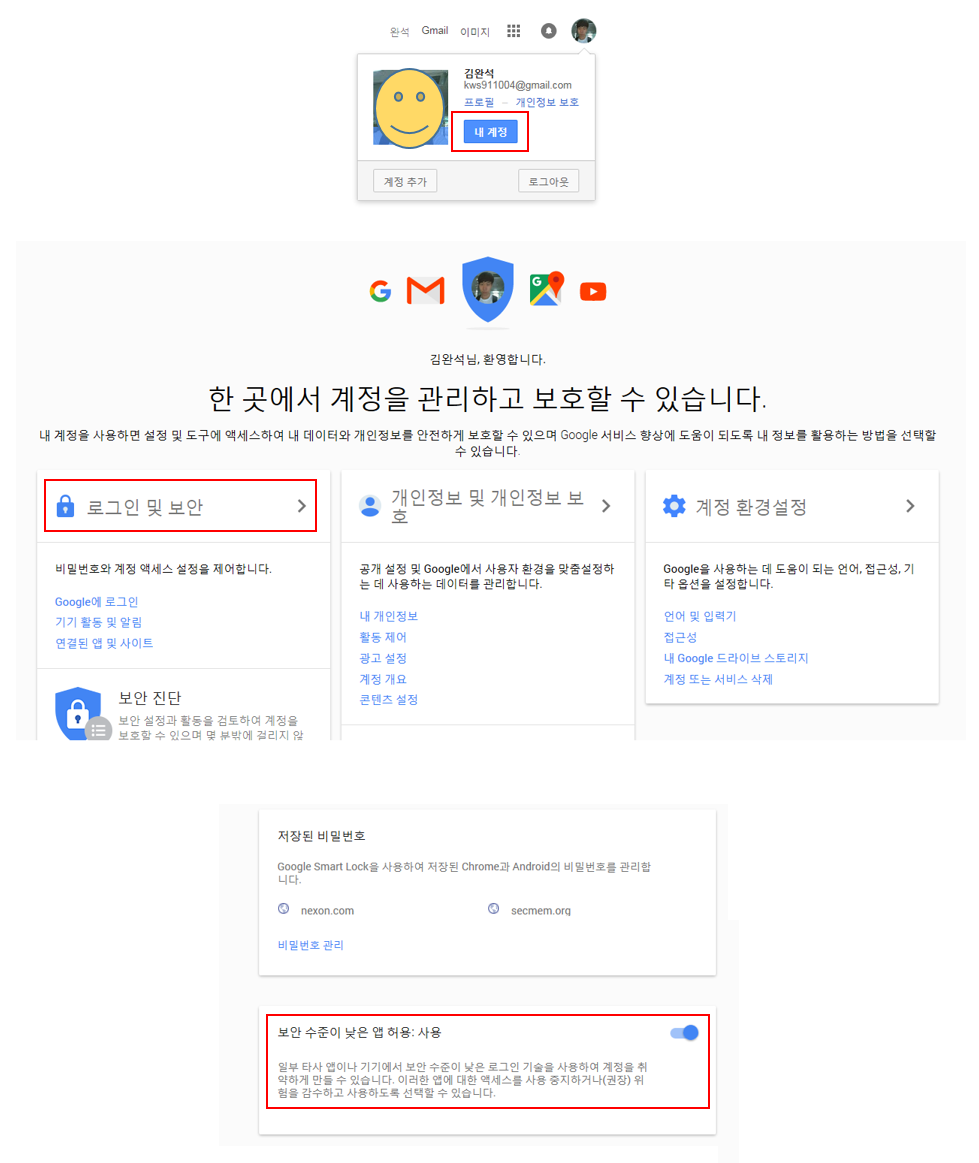 완석 Gmail 이미지
김완석
kws911004@gmail.com
프로필 – 개인정보 보호
내 계정
계정 추가 로그아웃
G
김완석님, 환영합니다.
한 곳에서 계정을 관리하고 보호할 수 있습니다.
내 계정을 사용하면 설정 및 도구에 액세스하여 내 데이터와 개인정보를 안전하게 보호할 수 있으며 Google 서비스 향상에 도움이 되도록 내 정보를 활용하는 방법을 선택할
수 있습니다.
로그인 및 보안
비밀번호와 계정 액세스 설정을 제어합니다.
Google에 로그인
기기 활동 및 알림
연결된 앱 및 사이트
보안 진단
보안 설정과 활동을 검토하여 계정을
보호할 수 있으며 몇 분밖에 걸리지 않
개인정보 및 개인정보 보
호
공개 설정 및 Google에서 사용자 환경을 맞춤설정하
는 데 사용하는 데이터를 관리합니다.
내 개인정보
활동 제어
광고 설정
계정 개요
콘텐츠 설정
계정 환경설정
Google을 사용하는 데 도움이 되는 언어, 접근성, 기
타 옵션을 설정합니다.
언어 및 입력기
접근성
내 Google 드라이브 스토리지
계정 또는 서비스 삭제
저장된 비밀번호
Google Smart Lock을 사용하여 저장된 Chrome과 Android의 비밀번호를 관리합
니다.
nexon.com secmem.org
비밀번호 관리
보안 수준이 낮은 앱 허용: 사용
일부 타사 앱이나 기기에서 보안 수준이 낮은 로그인 기술을 사용하여 계정을 취
약하게 만들 수 있습니다. 이러한 앱에 대한 액세스를 사용 중지하거나(권장) 위
험을 감수하고 사용하도록 선택할 수 있습니다.